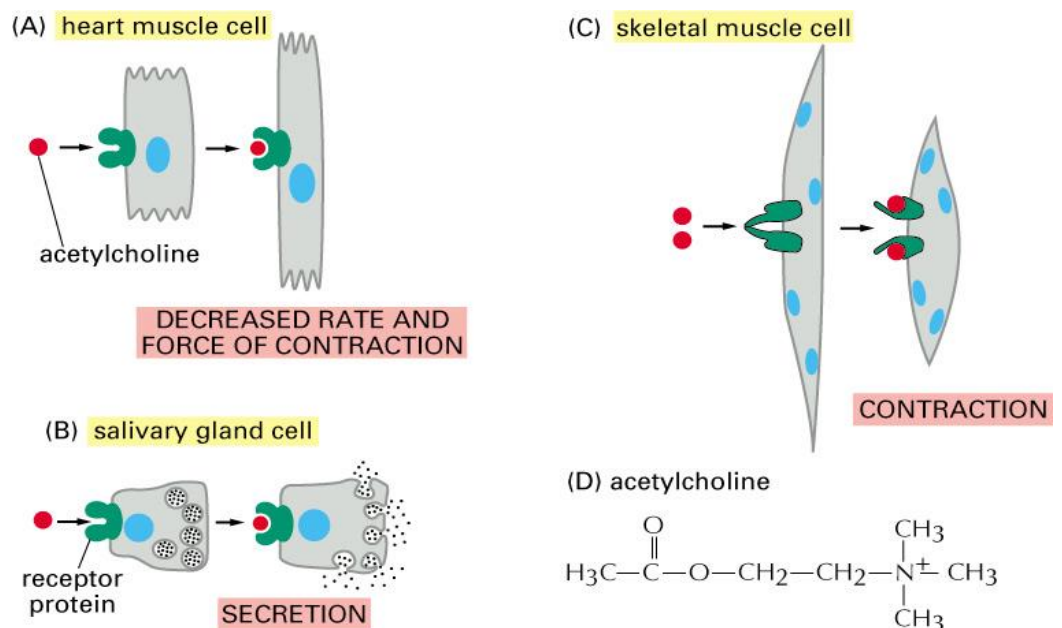 (A) heart muscle cell
acetylcholine
DECREASED RATE AND
FORCE OF CONTRACTION
(B) salivary gland cell
receptor
protein
SECRETION
(C) skeletal muscle cell
CONTRACTION
(D) acetylcholine
O
CH3
H3C—C—O—CH2—CH2—N+—CH3
CH3